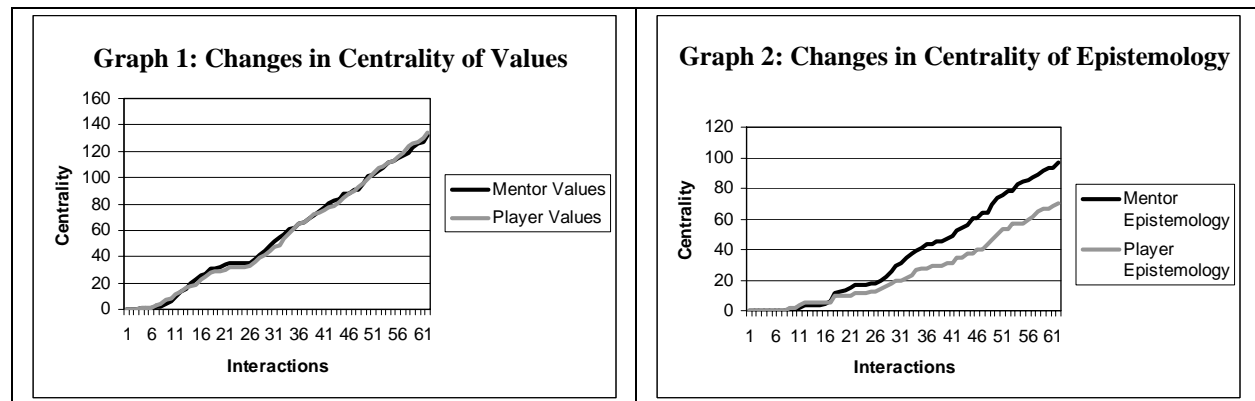 Graph 1: Changes in Centrality of Values
160
140
120
100
80
60
40
20
0
Centrality
1 6 11 16 21 26 31 36 41 46 51 56 61
Interactions
Mentor Values
Player Values
Graph 2: Changes in Centrality of Epistemology
120
100
80
60
40
20
0
Centrality
1 6 11 16 21 26 31 36 41 46 51 56 61
Interactions
Mentor
Epistemology
Player
Epistemology